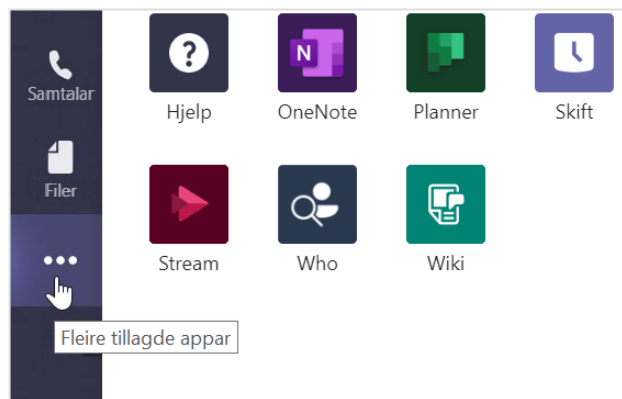 Samtalar
Filer
Fleire tillagde appar
Hjelp
OneNote
Planner
Skift
Stream
Who
Wiki